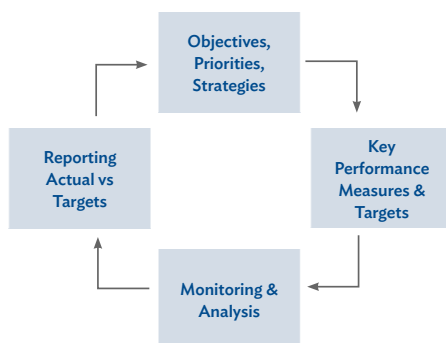 Objectives,
Priorities,
Strategies
Key
Performance
Measures &
Targets
Monitoring &
Analysis
Reporting
Actual vs
Targets